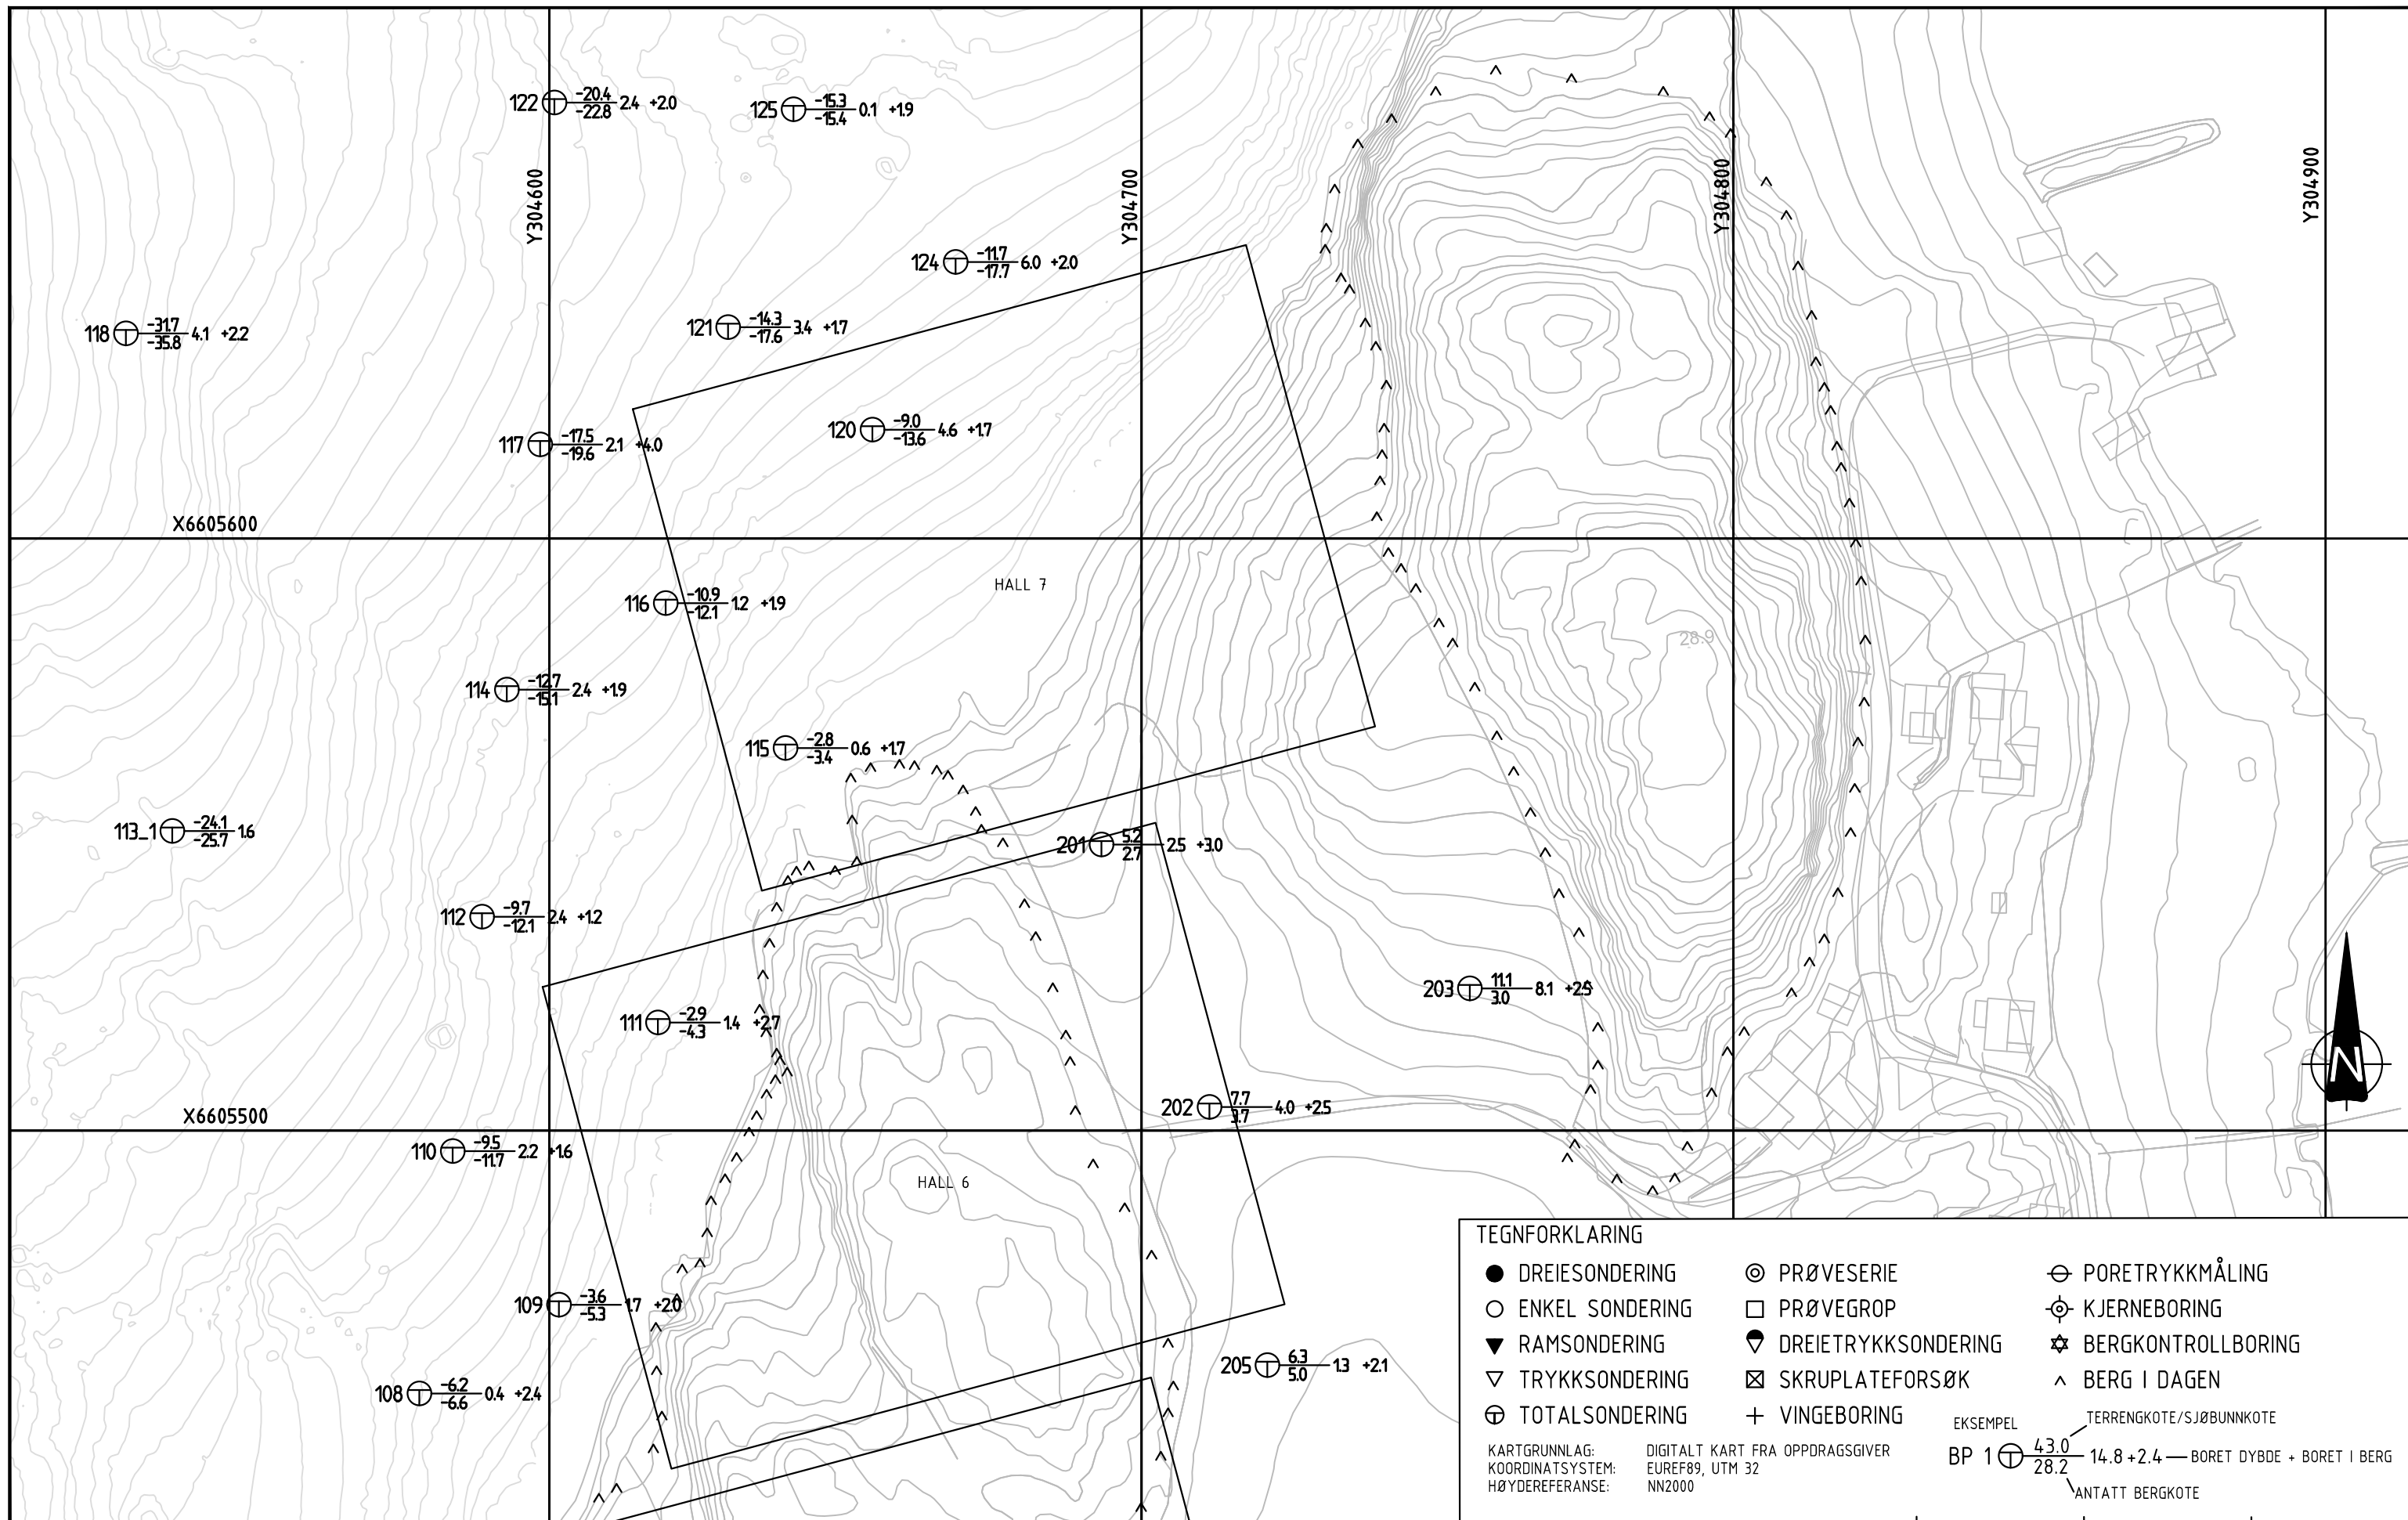 122 -20.4 2.4 +2.0
-22.8
125 -15.3 0.1 +1.9
-15.4
Y304600
Y304700
Y304800
Y304900
124 -11.7 6.0 +2.0
-17.7
118 -31.7 4.1 +2.2
-35.8
121 -14.3 3.4 +1.7
-17.6
120 -9.0 4.6 +1.7
-13.6
117 -17.5 2.1 +4.0
-19.6
X6605600
HALL 7
116 -10.9 1.2 +1.9
-12.1
28.9
114 -12.7 2.4 +1.9
-15.1
115 -2.8 0.6 +1.7
-3.4
113_1 -24.1 1.6
-25.7
201 5.2 2.5 +3.0
2.7
112 -9.7 2.4 +1.2
-12.1
203 11.1 8.1 +2.5
3.0
111 -2.9 1.4 +2.7
-4.3
N
X6605500
202 7.7 4.0 +2.5
3.7
110 -9.5 2.2 +1.6
-11.7
HALL 6
109 -3.6 1.7 +2.0
-5.3
205 6.3 1.3 +2.1
5.0
108 -6.2 0.4 +2.4
-6.6
TEGNFORKLARING
DREIESONDERING
ENKEL SONDERING
RAMSONDERING
TRYKKSONDERING
TOTALSONDERING
PRØVESERIE
PRØVEGROP
DREIETRYKKSONDERING
SKRUPLATEFORSØK
VINGEBORING
PORETRYKKMÅLING
KJERNEBORING
BERGKONTROLLBORING
BERG I DAGEN
KARTGRUNNLAG: DIGITALT KART FRA OPPDRAGSGIVER
KOORDINATSYSTEM: EUREF89, UTM 32
HØYDEREFERANSE: NN2000
EKSEMPEL
TERRENGKOTE/SJØBUNNKOTE
BP 1 43.0 14.8 +2.4 BORET DYBDE + BORET I BERG
28.2
ANTATT BERGKOTE